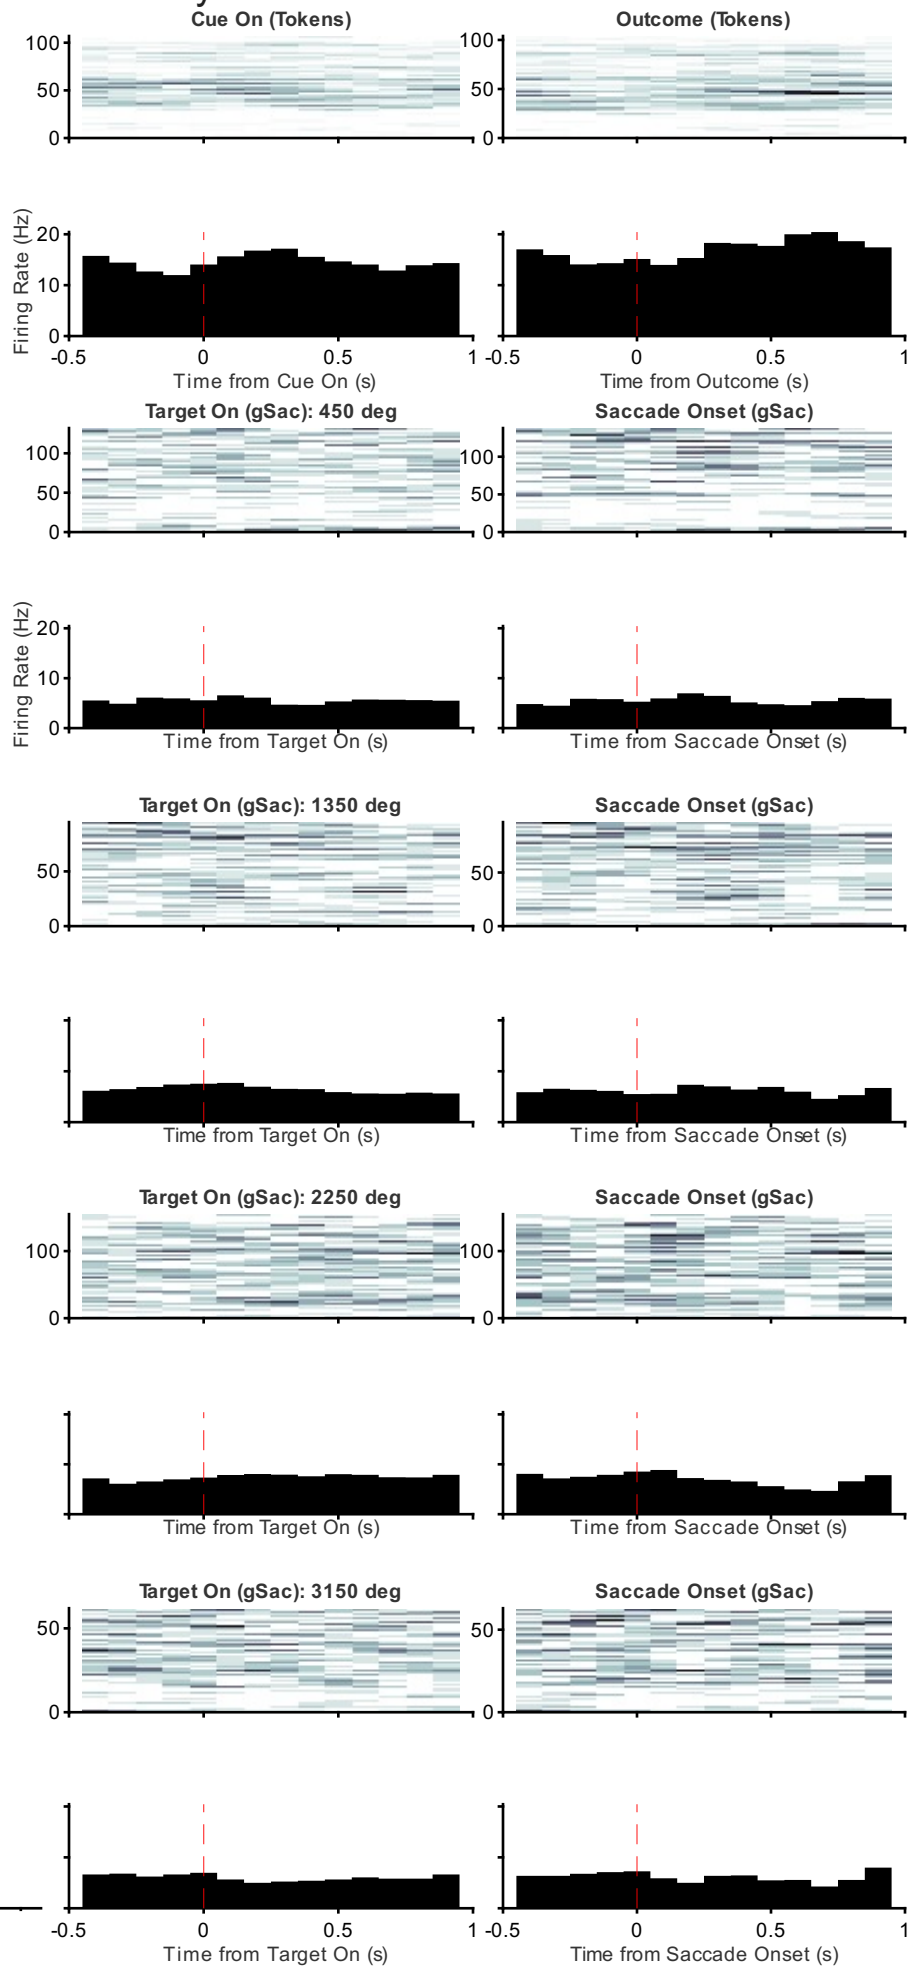 y
Cue On (Tokens) Outcome (Tokens)
100 100
50 50
0 0
Firing Rate (Hz)
20
10
0
-0.5 0 0.5 1 -0.5 0 0.5 1
Time from Cue On (s) Time from Outcome (s)
Target On (gSac): 450 deg Saccade Onset (gSac)
100 100
50 50
0 0
Firing Rate (Hz)
20
10
0
Time from Target On (s) Time from Saccade Onset (s)
Target On (gSac): 1350 deg Saccade Onset (gSac)
50 50
0 0
Time from Target On (s) Time from Saccade Onset (s)
Target On (gSac): 2250 deg Saccade Onset (gSac)
100 100
0 0
Time from Target On (s) Time from Saccade Onset (s)
Target On (gSac): 3150 deg Saccade Onset (gSac)
50 50
0 0
-0.5 0 0.5 1 -0.5 0 0.5 1
Time from Target On (s) Time from Saccade Onset (s)